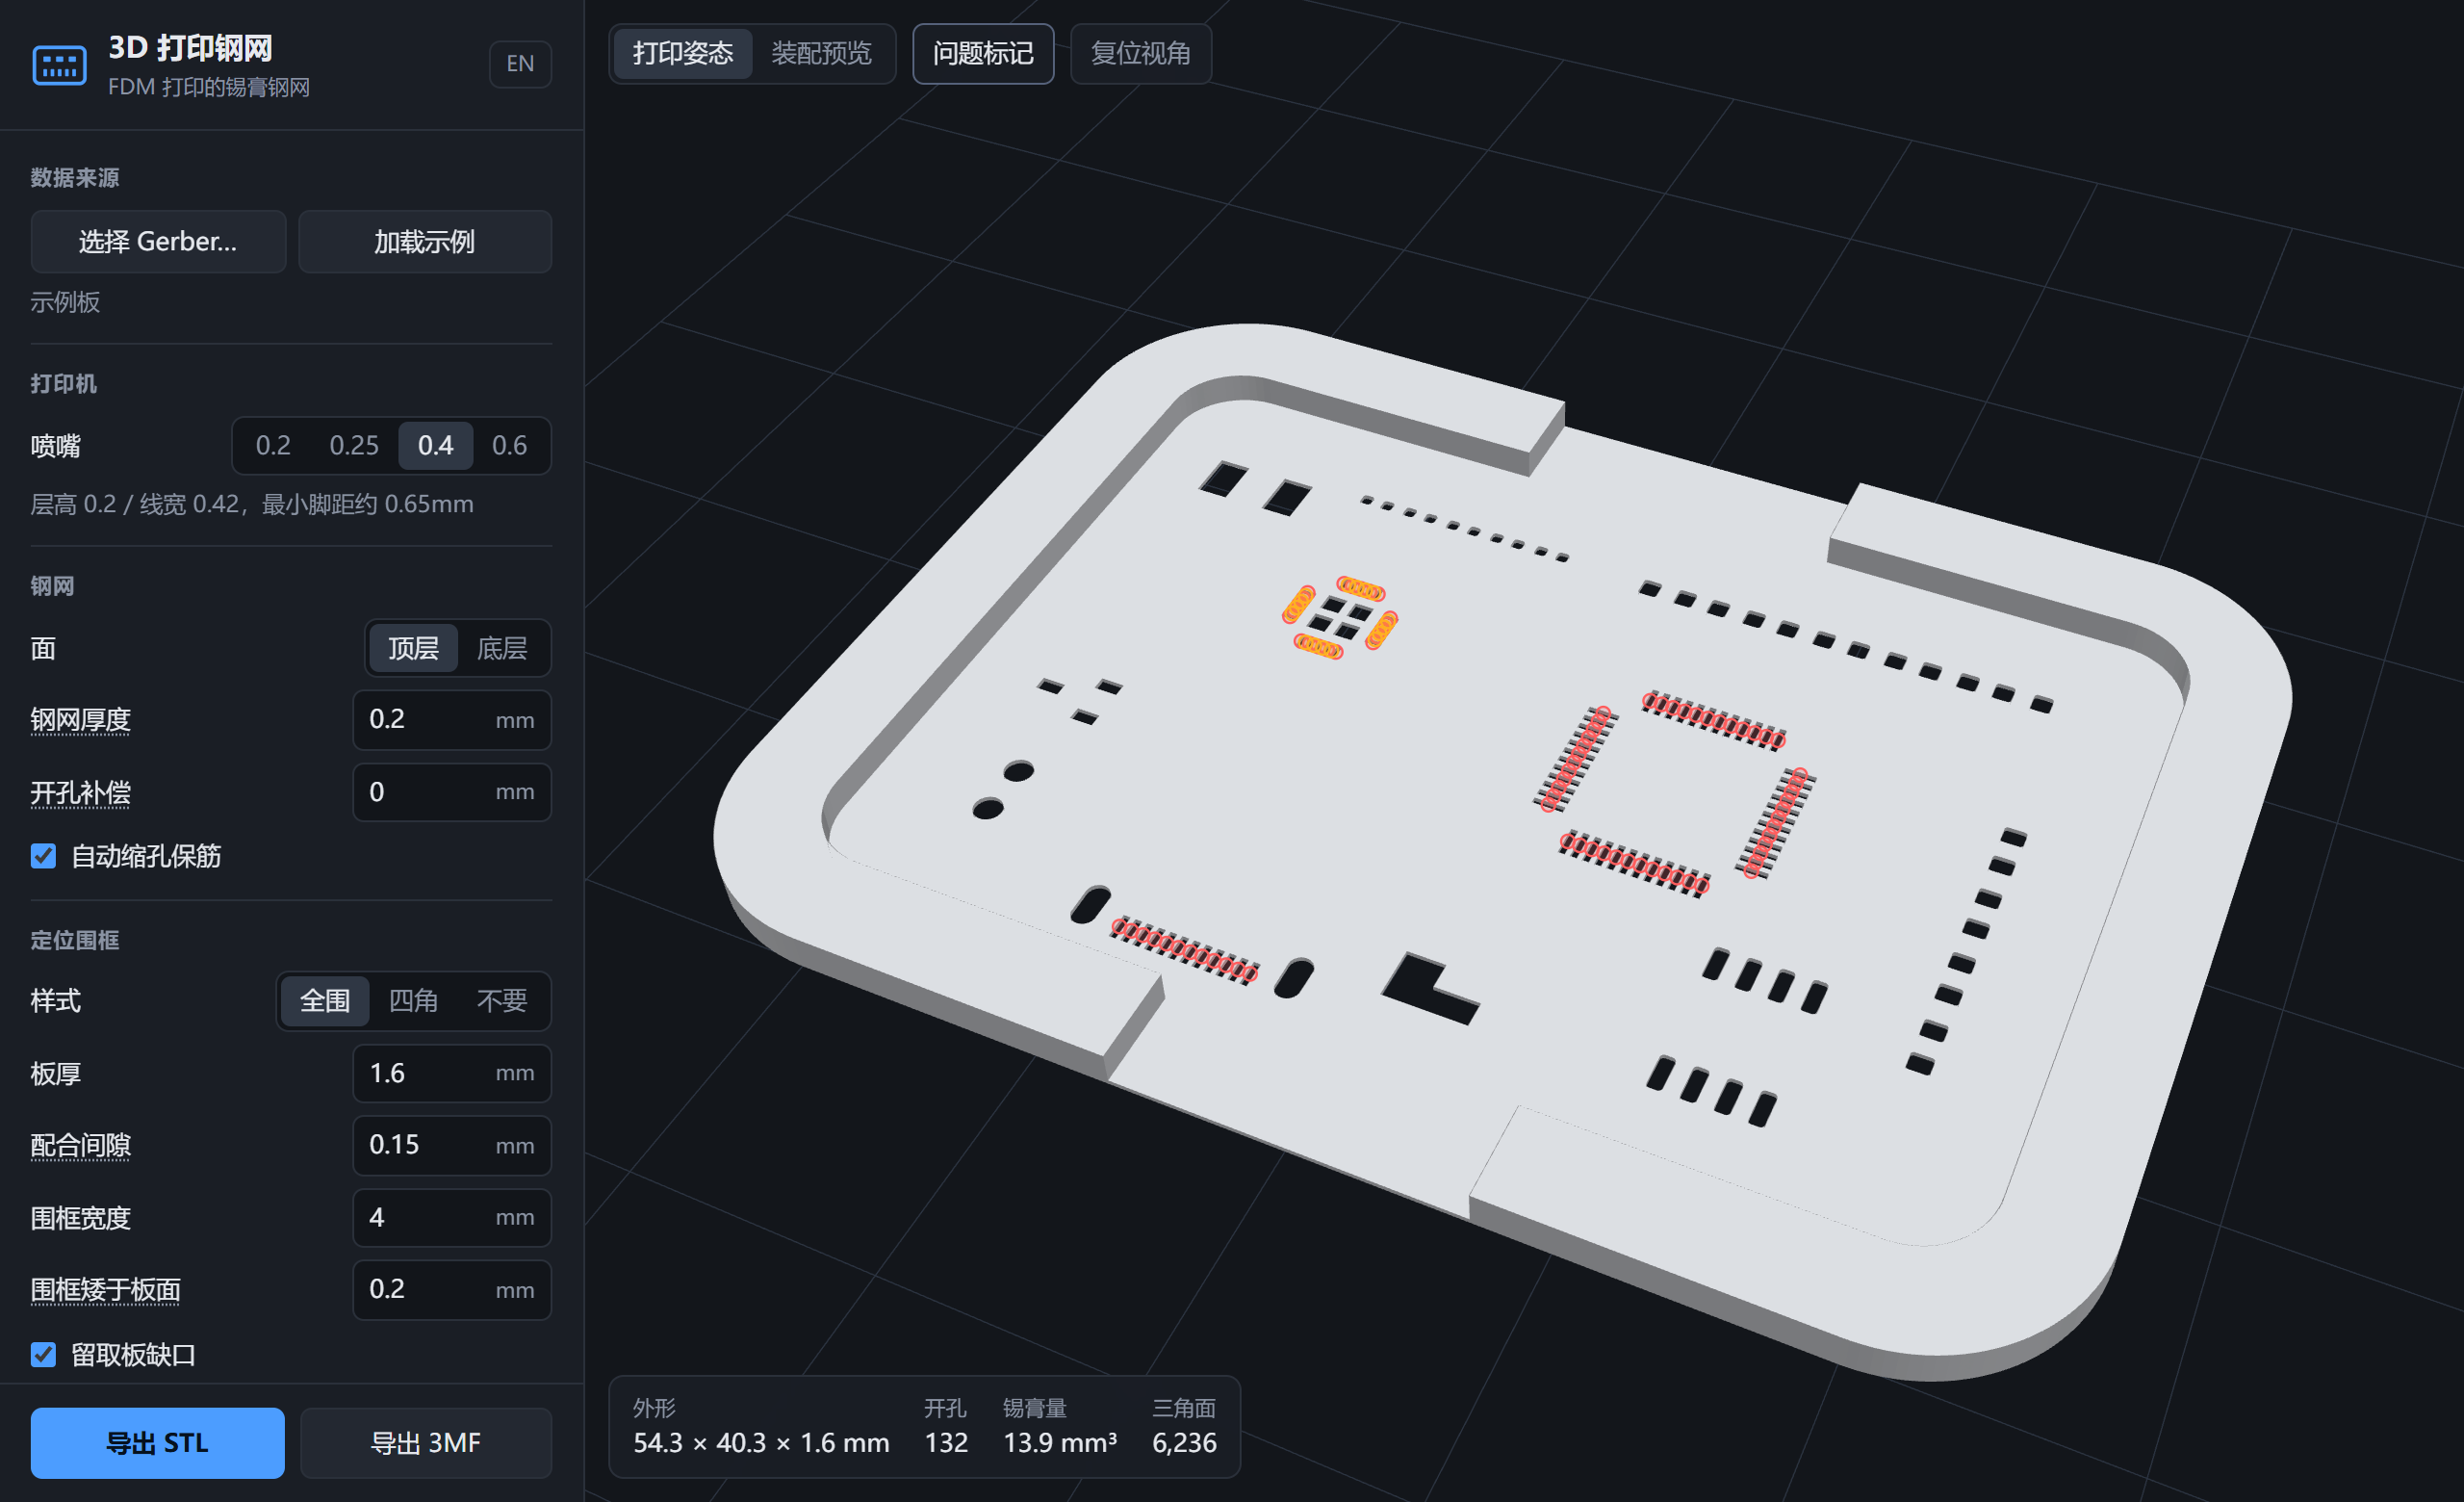 3D 打印钢网
FDM 打印的锡膏钢网
EN
数据来源
选择 Gerber...
加载示例
示例板
打印机
喷嘴
0.2
0.25
0.4
0.6
层高 0.2 / 线宽 0.42，最小脚距约 0.65mm
钢网
面
顶层
底层
钢网厚度
0.2 mm
开孔补偿
0 mm
自动缩孔保筋
定位围框
样式
全围
四角
不要
板厚
1.6 mm
配合间隙
0.15 mm
围框宽度
4 mm
围框矮于板面
0.2 mm
留取板缺口
导出 STL
导出 3MF
打印姿态
装配预览
问题标记
复位视角
外形
54.3 × 40.3 × 1.6 mm
开孔
132
锡膏量
13.9 mm³
三角面
6,236